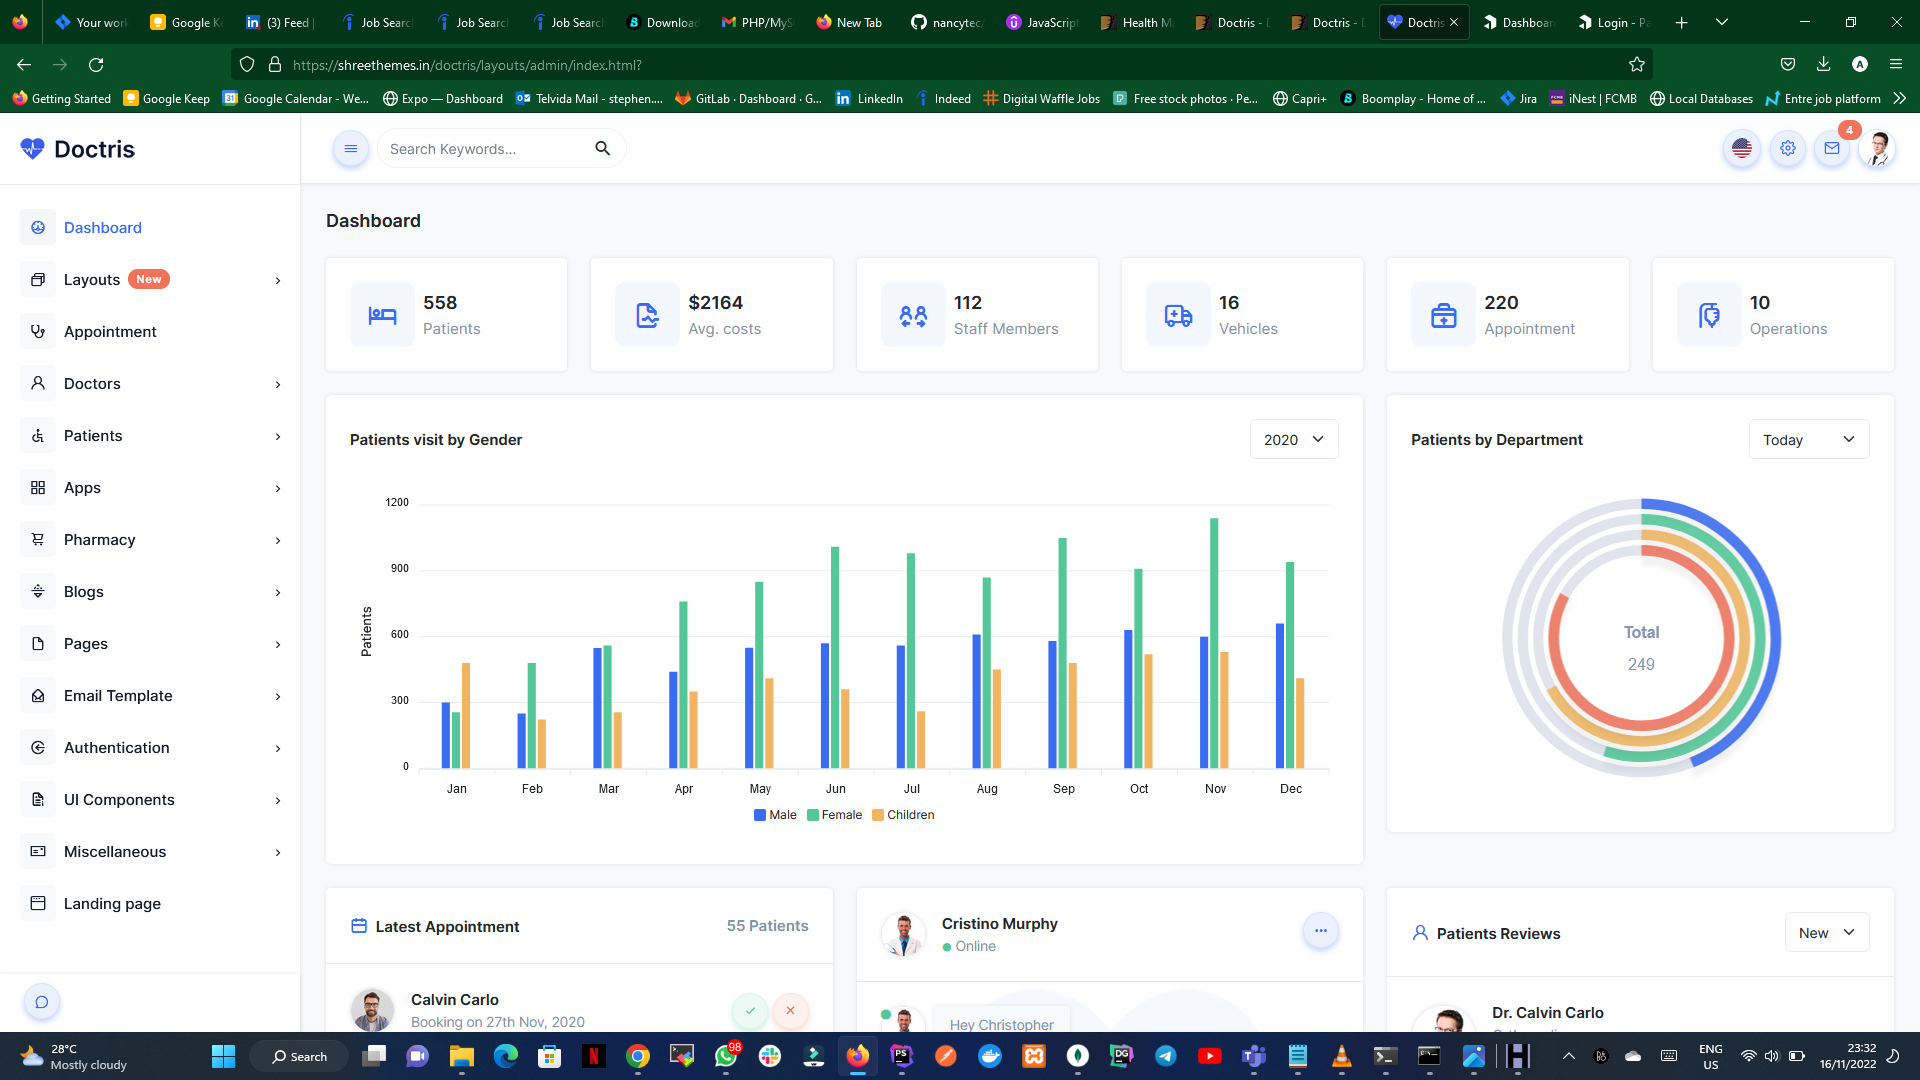 Your work
Google Ke
(3) Feed |
Job Search
Job Search
Job Search
Download
PHP/MyS
New Tab
nancytec/
JavaScript
Health M
Doctris - D
Doctris - D
Doctris
Dashboar
Login - Pa
https://shreethemes.in/doctris/layouts/admin/index.html?
Getting Started
Google Keep
Google Calendar - We...
Expo — Dashboard
Telvida Mail - stephen....
GitLab · Dashboard · G...
LinkedIn
Indeed
Digital Waffle Jobs
Free stock photos · Pe...
Capri+
Boomplay - Home of ...
Jira
iNest | FCMB
Local Databases
Entre job platform
Doctris
Search Keywords...
4
Dashboard
Layouts New
Appointment
Doctors
Patients
Apps
Pharmacy
Blogs
Pages
Email Template
Authentication
UI Components
Miscellaneous
Landing page
Dashboard
558
Patients
$2164
Avg. costs
112
Staff Members
16
Vehicles
220
Appointment
10
Operations
Patients visit by Gender
2020
1200
900
600
300
0
Patients
Jan Feb Mar Apr May Jun Jul Aug Sep Oct Nov Dec
Male Female Children
Patients by Department
Today
Total
249
Latest Appointment
55 Patients
Calvin Carlo
Booking on 27th Nov, 2020
Cristino Murphy
Online
Hey Christopher
Patients Reviews
New
Dr. Calvin Carlo
28°C
Mostly cloudy
Search
98
ENG
US
23:32
16/11/2022